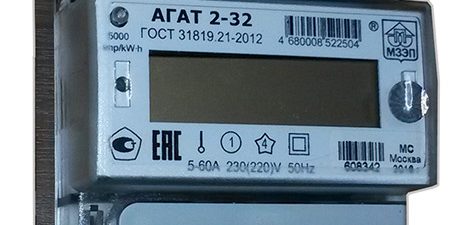 АГАТ 2-32
5000
imp/kW·h
ГОСТ 31819.21-2012
4 680008 522504
®
МЗЭП
ЕАС
1
4
5-60А 230(220)V 50Hz
608342
МС
Москва